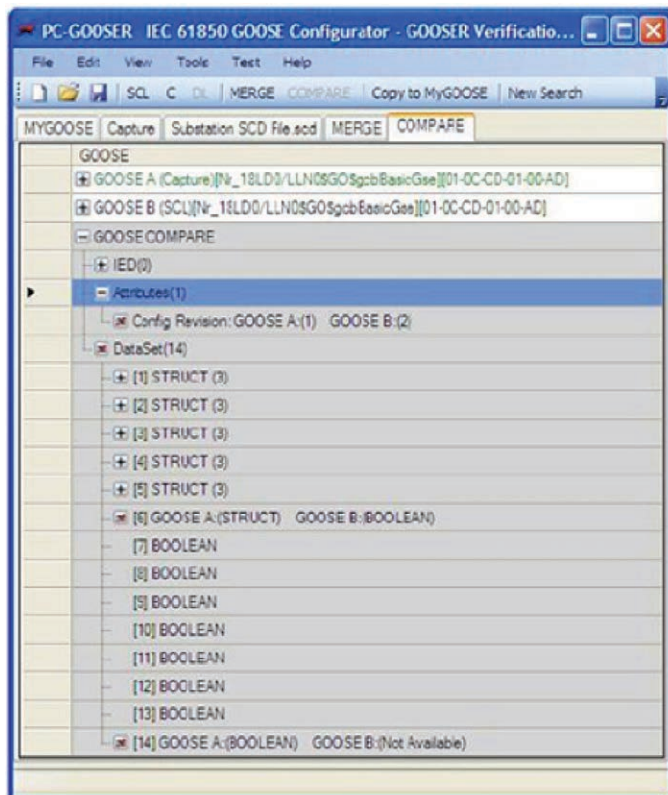 PC-GOOSER IEC 61850 GOOSE Configurator - GOOSER Verificatio...
File Edit View Tools Test Help
SCL C DL MERGE COMPARE Copy to MyGOOSE New Search
MYGOOSE Capture Substation SCD File.scd MERGE COMPARE
GOOSE
GOOSE A (Capture)[Nr_18LD0/LLN0$GO$gcbBasicGse][01-0C-CD-01-00-AD]
GOOSE B (SCL)[Nr_18LD0/LLN0$GO$gcbBasicGse][01-0C-CD-01-00-AD]
GOOSE COMPARE
IED(0)
Attributes(1)
Config Revision: GOOSE A:(1) GOOSE B:(2)
DataSet(14)
[1] STRUCT (3)
[2] STRUCT (3)
[3] STRUCT (3)
[4] STRUCT (3)
[5] STRUCT (3)
[6] GOOSE A:(STRUCT) GOOSE B:(BOOLEAN)
[7] BOOLEAN
[8] BOOLEAN
[9] BOOLEAN
[10] BOOLEAN
[11] BOOLEAN
[12] BOOLEAN
[13] BOOLEAN
[14] GOOSE A:(BOOLEAN) GOOSE B:(Not Available)